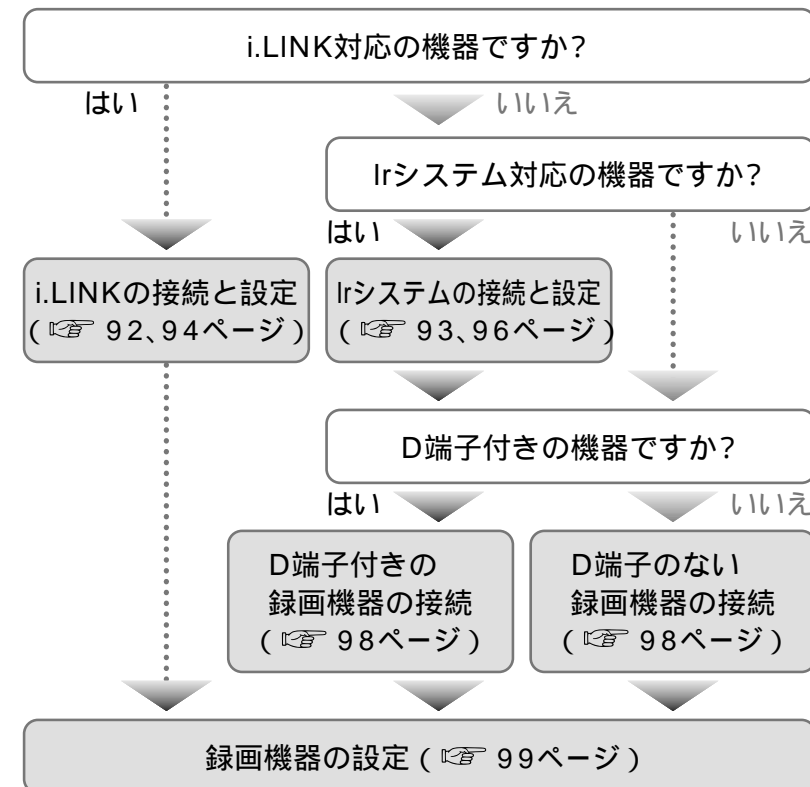 i.LINK対応の機器ですか?
はい
いいえ
Irシステム対応の機器ですか?
はい
いいえ
i.LINKの接続と設定
(☞ 92、94ページ)
Irシステムの接続と設定
(☞ 93、96ページ)
D端子付きの機器ですか?
はい
いいえ
D端子付きの
録画機器の接続
(☞ 98ページ)
D端子のない
録画機器の接続
(☞ 98ページ)
録画機器の設定(☞ 99ページ)